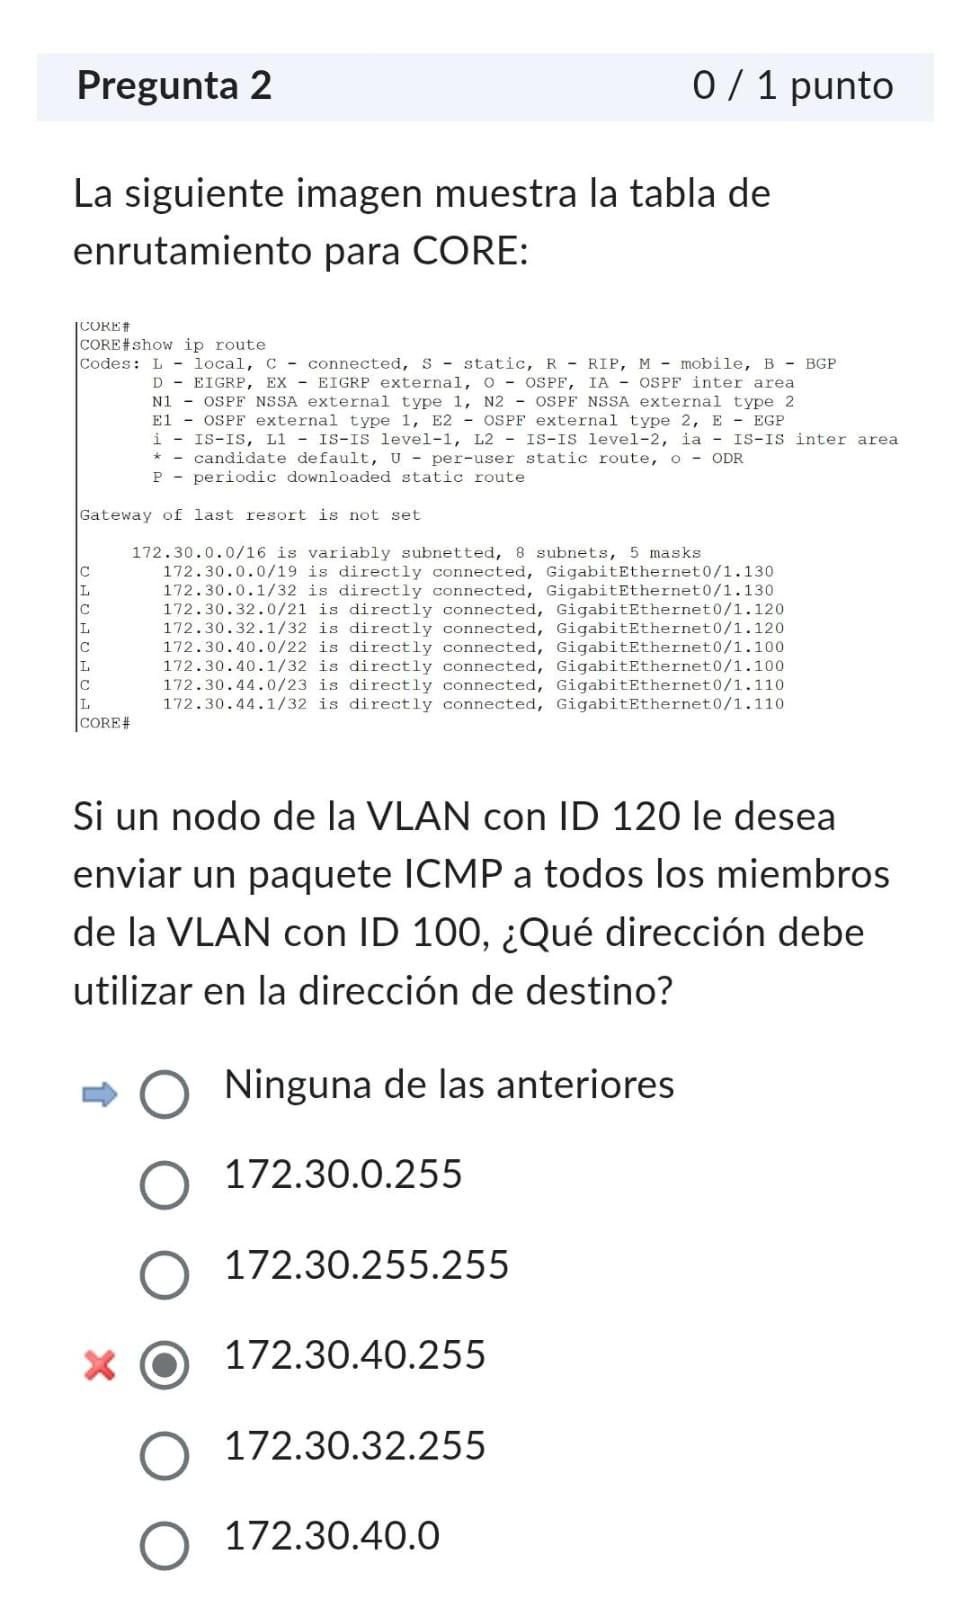 Pregunta 2
0 / 1 punto
La siguiente imagen muestra la tabla de
enrutamiento para CORE:
CORE#
CORE#show ip route
Codes: L - local, C - connected, S - static, R - RIP, M - mobile, B - BGP
D - EIGRP, EX - EIGRP external, O - OSPF, IA - OSPF inter area
N1 - OSPF NSSA external type 1, N2 - OSPF NSSA external type 2
E1 - OSPF external type 1, E2 - OSPF external type 2, E - EGP
i - IS-IS, L1 - IS-IS level-1, L2 - IS-IS level-2, ia - IS-IS inter area
* - candidate default, U - per-user static route, o - ODR
P - periodic downloaded static route
Gateway of last resort is not set
172.30.0.0/16 is variably subnetted, 8 subnets, 5 masks
C 172.30.0.0/19 is directly connected, GigabitEthernet0/1.130
L 172.30.0.1/32 is directly connected, GigabitEthernet0/1.130
C 172.30.32.0/21 is directly connected, GigabitEthernet0/1.120
L 172.30.32.1/32 is directly connected, GigabitEthernet0/1.120
C 172.30.40.0/22 is directly connected, GigabitEthernet0/1.100
L 172.30.40.1/32 is directly connected, GigabitEthernet0/1.100
C 172.30.44.0/23 is directly connected, GigabitEthernet0/1.110
L 172.30.44.1/32 is directly connected, GigabitEthernet0/1.110
CORE#
Si un nodo de la VLAN con ID 120 le desea
enviar un paquete ICMP a todos los miembros
de la VLAN con ID 100, ¿Qué dirección debe
utilizar en la dirección de destino?
Ninguna de las anteriores
172.30.0.255
172.30.255.255
172.30.40.255
172.30.32.255
172.30.40.0